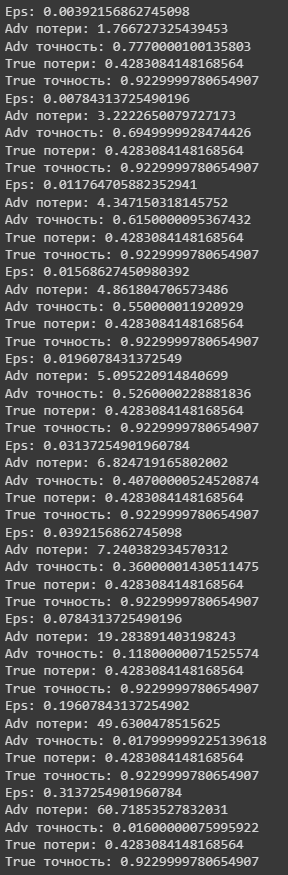 Eps: 0.00392156862745098
Adv потери: 1.766727325439453
Adv точность: 0.7770000100135803
True потери: 0.4283084148168564
True точность: 0.9229999780654907
Eps: 0.00784313725490196
Adv потери: 3.2222650079727173
Adv точность: 0.6949999928474426
True потери: 0.4283084148168564
True точность: 0.9229999780654907
Eps: 0.011764705882352941
Adv потери: 4.347150318145752
Adv точность: 0.6150000095367432
True потери: 0.4283084148168564
True точность: 0.9229999780654907
Eps: 0.01568627450980392
Adv потери: 4.861804706573486
Adv точность: 0.550000011920929
True потери: 0.4283084148168564
True точность: 0.9229999780654907
Eps: 0.0196078431372549
Adv потери: 5.095220914840699
Adv точность: 0.5260000228881836
True потери: 0.4283084148168564
True точность: 0.9229999780654907
Eps: 0.03137254901960784
Adv потери: 6.824719165802002
Adv точность: 0.40700000524520874
True потери: 0.4283084148168564
True точность: 0.9229999780654907
Eps: 0.0392156862745098
Adv потери: 7.240382934570312
Adv точность: 0.36000001430511475
True потери: 0.4283084148168564
True точность: 0.9229999780654907
Eps: 0.0784313725490196
Adv потери: 19.283891403198243
Adv точность: 0.11800000071525574
True потери: 0.4283084148168564
True точность: 0.9229999780654907
Eps: 0.19607843137254902
Adv потери: 49.6300478515625
Adv точность: 0.017999999225139618
True потери: 0.4283084148168564
True точность: 0.9229999780654907
Eps: 0.3137254901960784
Adv потери: 60.71853527832031
Adv точность: 0.01600000075995922
True потери: 0.4283084148168564
True точность: 0.9229999780654907